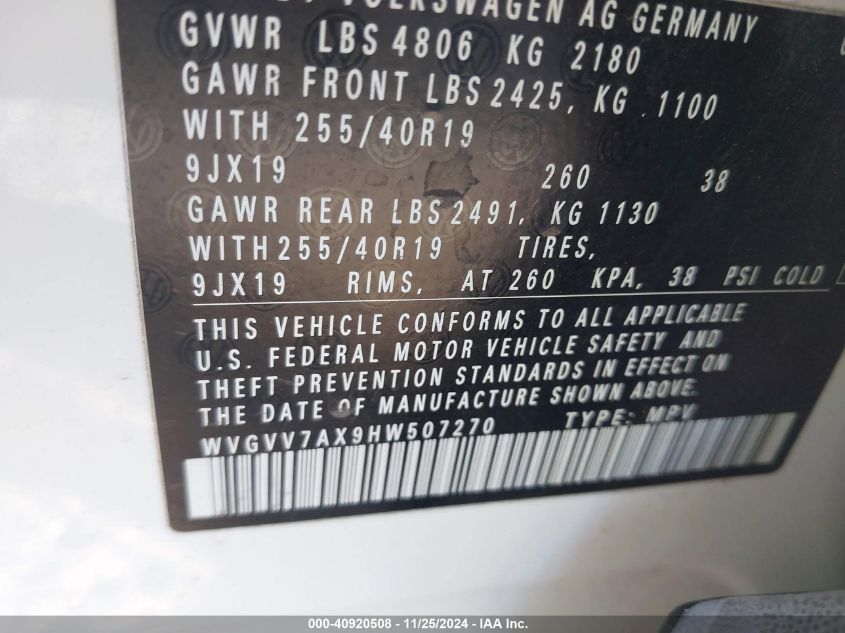 VOLKSWAGEN AG GERMANY
GVWR LBS 4806 KG 2180
GAWR FRONT LBS 2425, KG 1100
WITH 255/40R19
9JX19 260 38
GAWR REAR LBS 2491, KG 1130
WITH 255/40R19 TIRES,
9JX19 RIMS, AT 260 KPA, 38 PSI COLD
THIS VEHICLE CONFORMS TO ALL APPLICABLE
U.S. FEDERAL MOTOR VEHICLE SAFETY AND
THEFT PREVENTION STANDARDS IN EFFECT ON
THE DATE OF MANUFACTURE SHOWN ABOVE.
WVGVV7AX9HW507270 TYPE: MPV
000-40920508 - 11/25/2024 - IAA Inc.